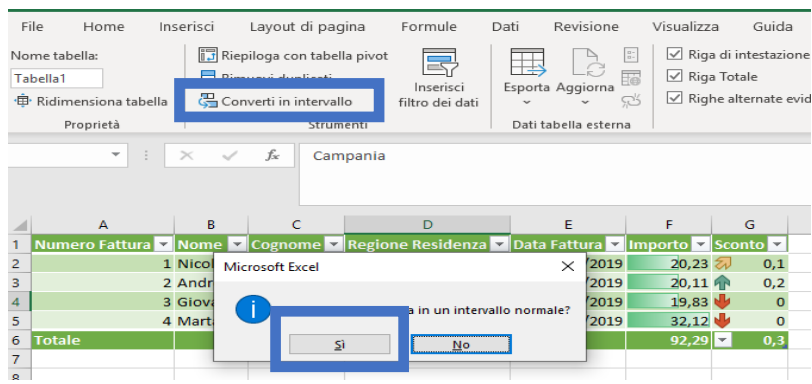 File Home Inserisci Layout di pagina Formule Dati Revisione Visualizza Guida
Nome tabella:
Tabella1
Ridimensiona tabella
Proprietà
Riepiloga con tabella pivot
Converti in intervallo
Strumenti
Inserisci
filtro dei dati
Esporta Aggiorna
Dati tabella esterna
Riga di intestazione
Riga Totale
Righe alternate evid
fx Campania
A B C D E F G
1 Numero Fattura Nome Cognome Regione Residenza Data Fattura Importo Sconto
2 1 Nicol /2019 20,23 0,1
3 2 Andr /2019 20,11 0,2
4 3 Giova /2019 19,83 0
5 4 Marta /2019 32,12 0
6 Totale 92,29 0,3
7
8
Microsoft Excel
in un intervallo normale?
Sì No